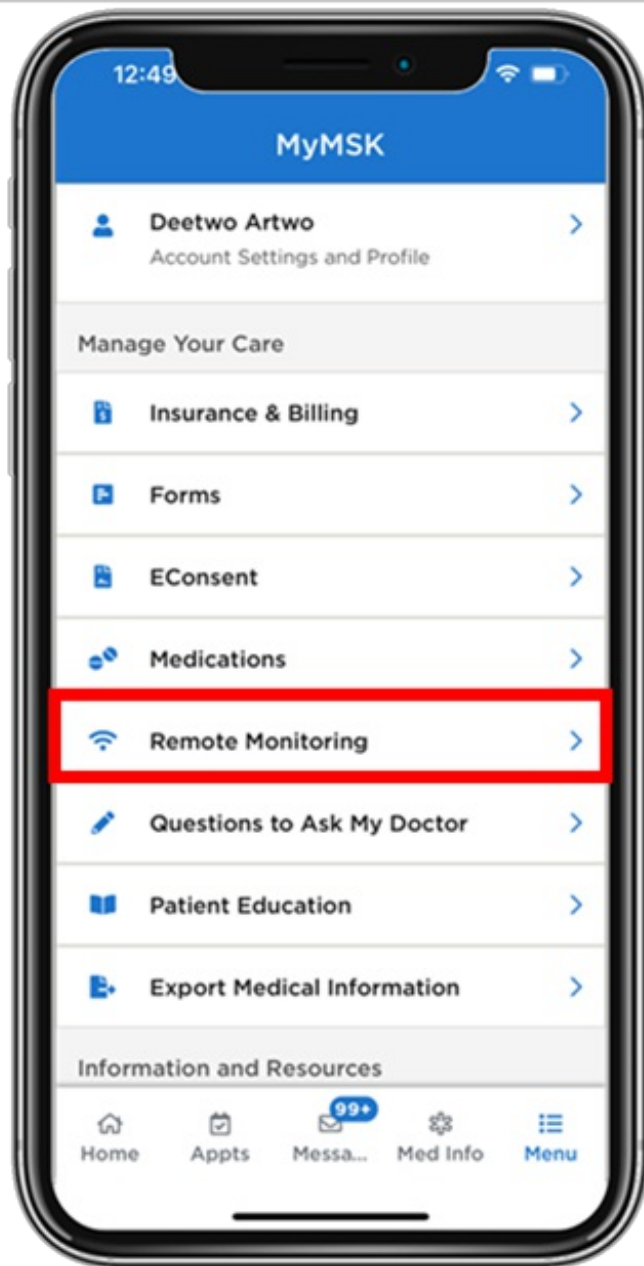 12:49
MyMSK
Deetwo Artwo
Account Settings and Profile
Manage Your Care
Insurance & Billing
Forms
EConsent
Medications
Remote Monitoring
Questions to Ask My Doctor
Patient Education
Export Medical Information
Information and Resources
99+
Home Appts Messa... Med Info Menu